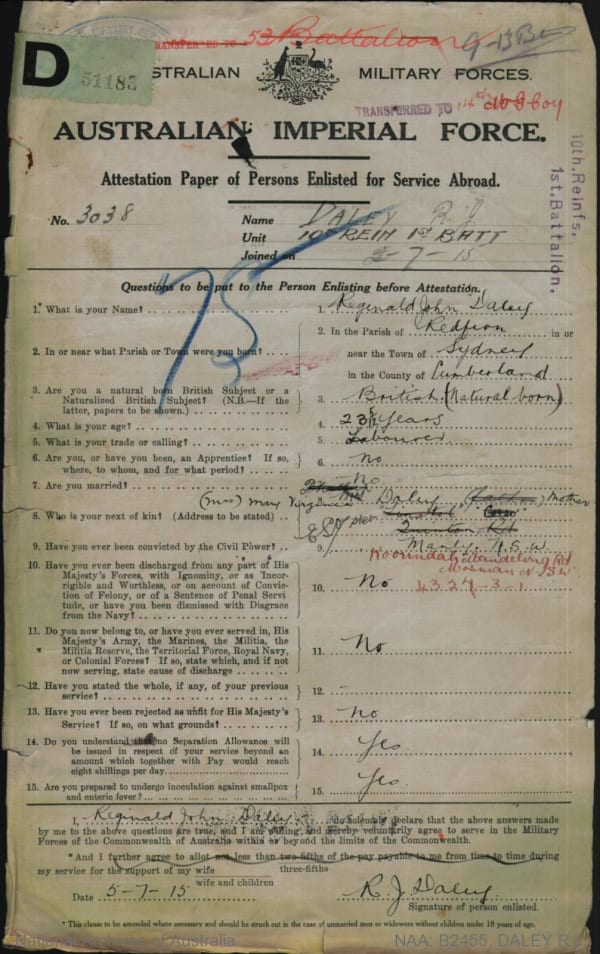 TRANSFERRED TO 53 Battalion
D
51183
AUSTRALIAN MILITARY FORCES.
TRANSFERRED TO 14th
AUSTRALIAN IMPERIAL FORCE.
Attestation Paper of Persons Enlisted for Service Abroad.
10th. Reinfs.
1st. Battalion.
No. 3038
Name DALEY R.J
Unit 10th REIN 1st BATT
Joined on 2-7-15
75
Questions to be put to the Person Enlisting before Attestation.
1. What is your Name? 1. Reginald John Daley
2. In or near what Parish or Town were you born? 2. In the Parish of Redfern in or
near the Town of Sydney
in the County of Cumberland
3. Are you a natural born British Subject or a
Naturalized British Subject? (N.B.—If the
latter, papers to be shown.) 3. British (Natural born)
4. What is your age? 4. 23 Years
5. What is your trade or calling? 5. Labourer
6. Are you, or have you been, an Apprentice? If so,
where, to whom, and for what period? 6. No
7. Are you married? No
(Mrs) Mary Virginia Daley Mother
8. Who is your next of kin? (Address to be stated)
9. Have you ever been convicted by the Civil Power? 9. Manly N.S.W.
Mosman N.S.W
10. Have you ever been discharged from any part of His
Majesty's Forces, with Ignominy, or as Incor-
rigible and Worthless, or on account of Convic-
tion of Felony, or of a Sentence of Penal Servi-
tude, or have you been dismissed with Disgrace
from the Navy? 10. No 4327-3-1
11. Do you now belong to, or have you ever served in, His
Majesty's Army, the Marines, the Militia, the
Militia Reserve, the Territorial Force, Royal Navy,
or Colonial Forces? If so, state which, and if not
now serving, state cause of discharge 11. No
12. Have you stated the whole, if any, of your previous
service? 12. -
13. Have you ever been rejected as unfit for His Majesty's
Service? If so, on what grounds? 13. No
14. Do you understand that no Separation Allowance will
be issued in respect of your service beyond an
amount which together with Pay would reach
eight shillings per day 14. Yes
15. Are you prepared to undergo inoculation against smallpox
and enteric fever? 15. Yes
I, Reginald John Daley do solemnly declare that the above answers made
by me to the above questions are true, and I am willing and hereby voluntarily agree to serve in the Military
Forces of the Commonwealth of Australia within or beyond the limits of the Commonwealth.
*And I further agree to allot not less than two-fifths of the pay payable to me from time to time during
three-fifths
my service for the support of my wife
wife and children
Date 5-7-15
R. J Daley
Signature of person enlisted.
* This clause to be amended where necessary and should be struck out in the case of unmarried men or widowers without children under 18 years of age.
National Archives of Australia
NAA: B2455, DALEY R J